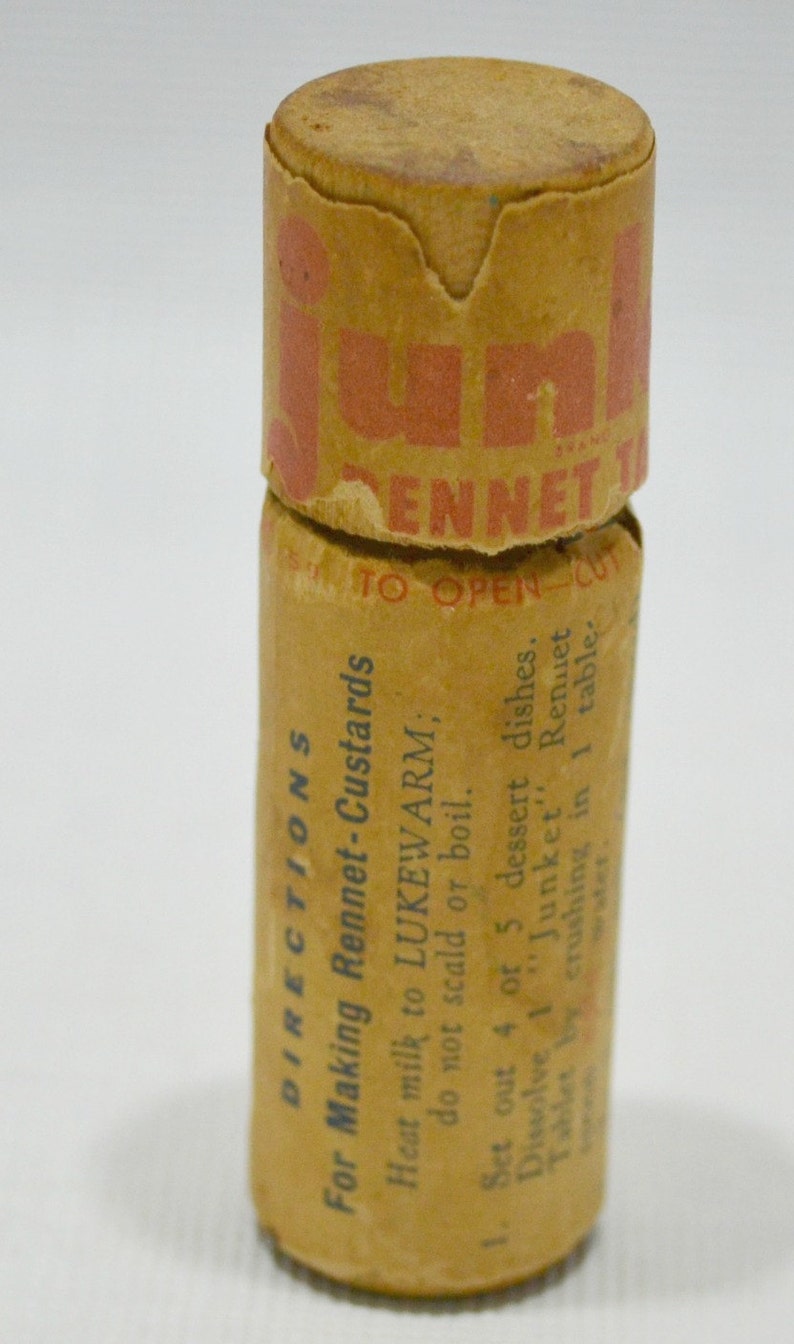 junk
BRAND
RENNET TA
TO OPEN—CUT
DIRECTIONS
For Making Rennet-Custards
Heat milk to LUKEWARM;
do not scald or boil.
1. Set out 4 or 5 dessert dishes.
Dissolve 1 "Junket" Rennet
Tablet by crushing in 1 table-
spoon water.